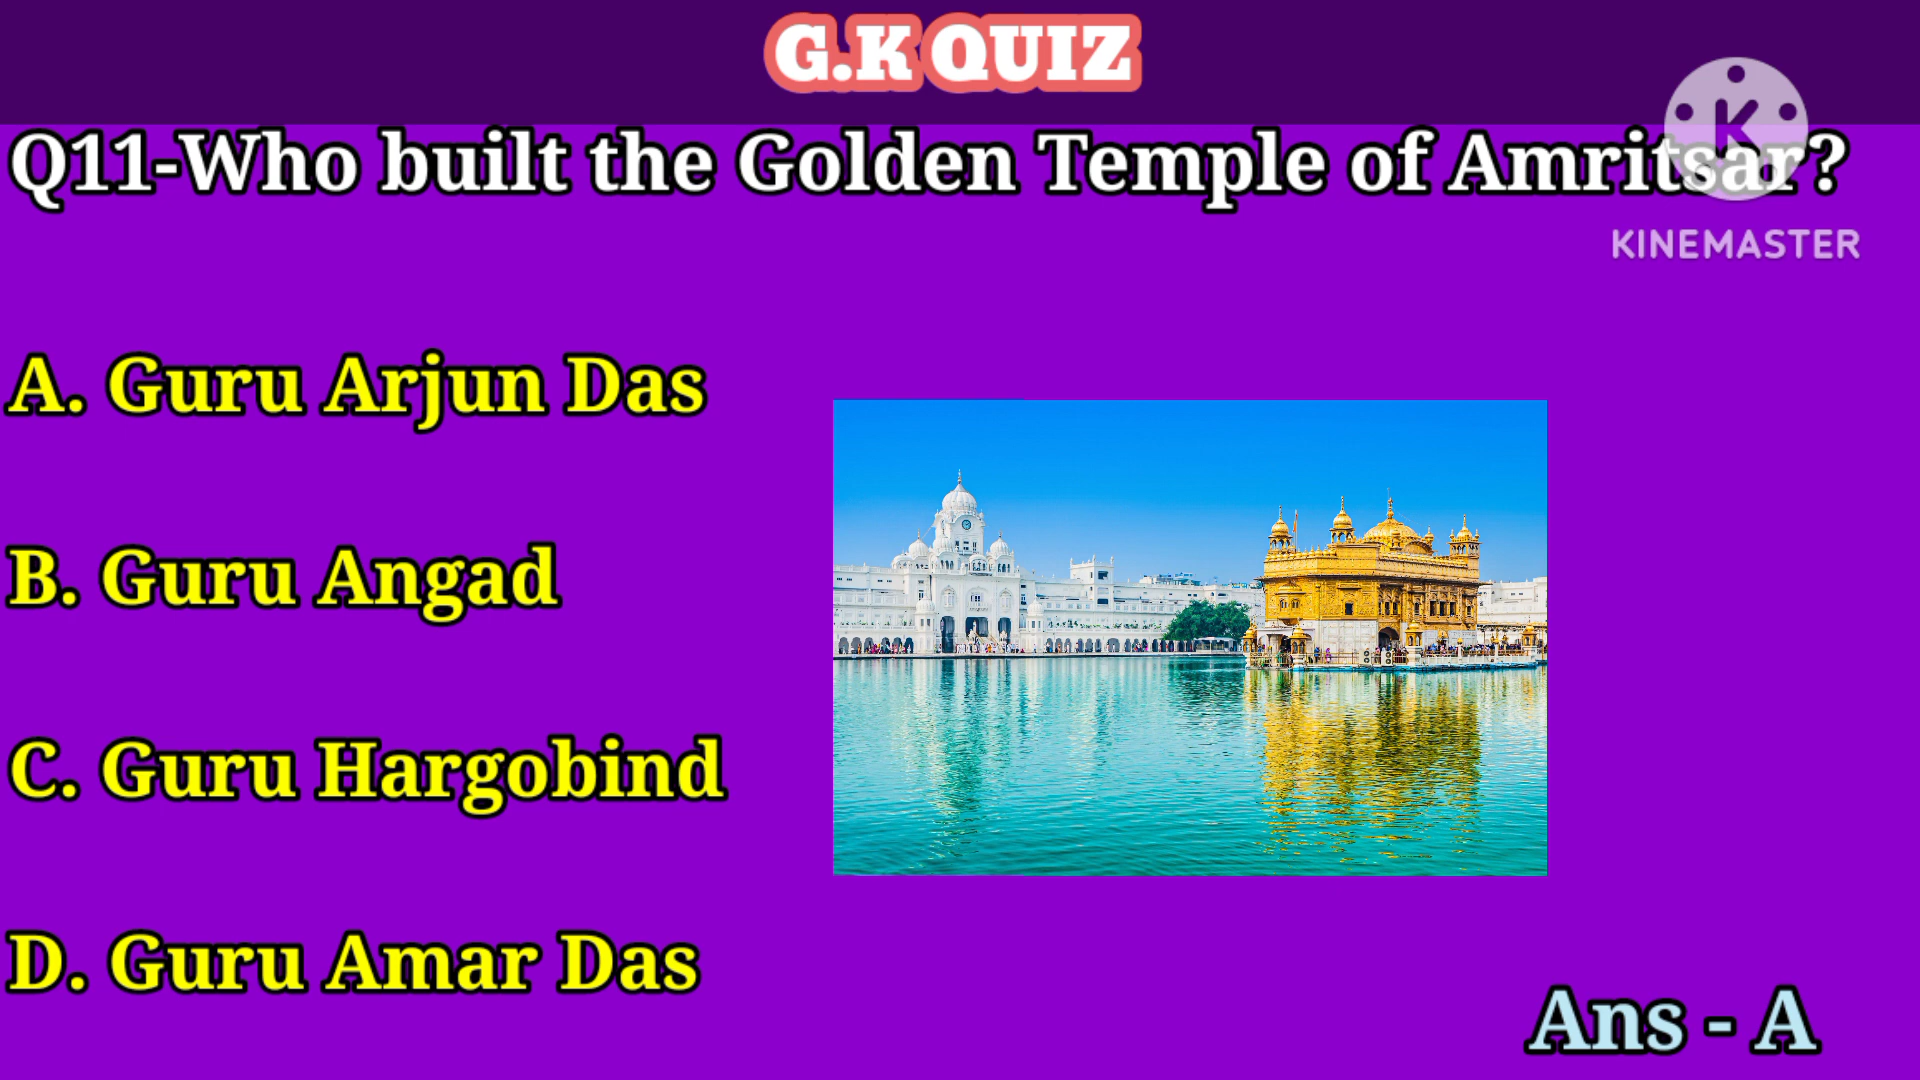 G.K QUIZ
Q11-Who built the Golden Temple of Amritsar?
KINEMASTER
A. Guru Arjun Das
B. Guru Angad
C. Guru Hargobind
D. Guru Amar Das
Ans - A